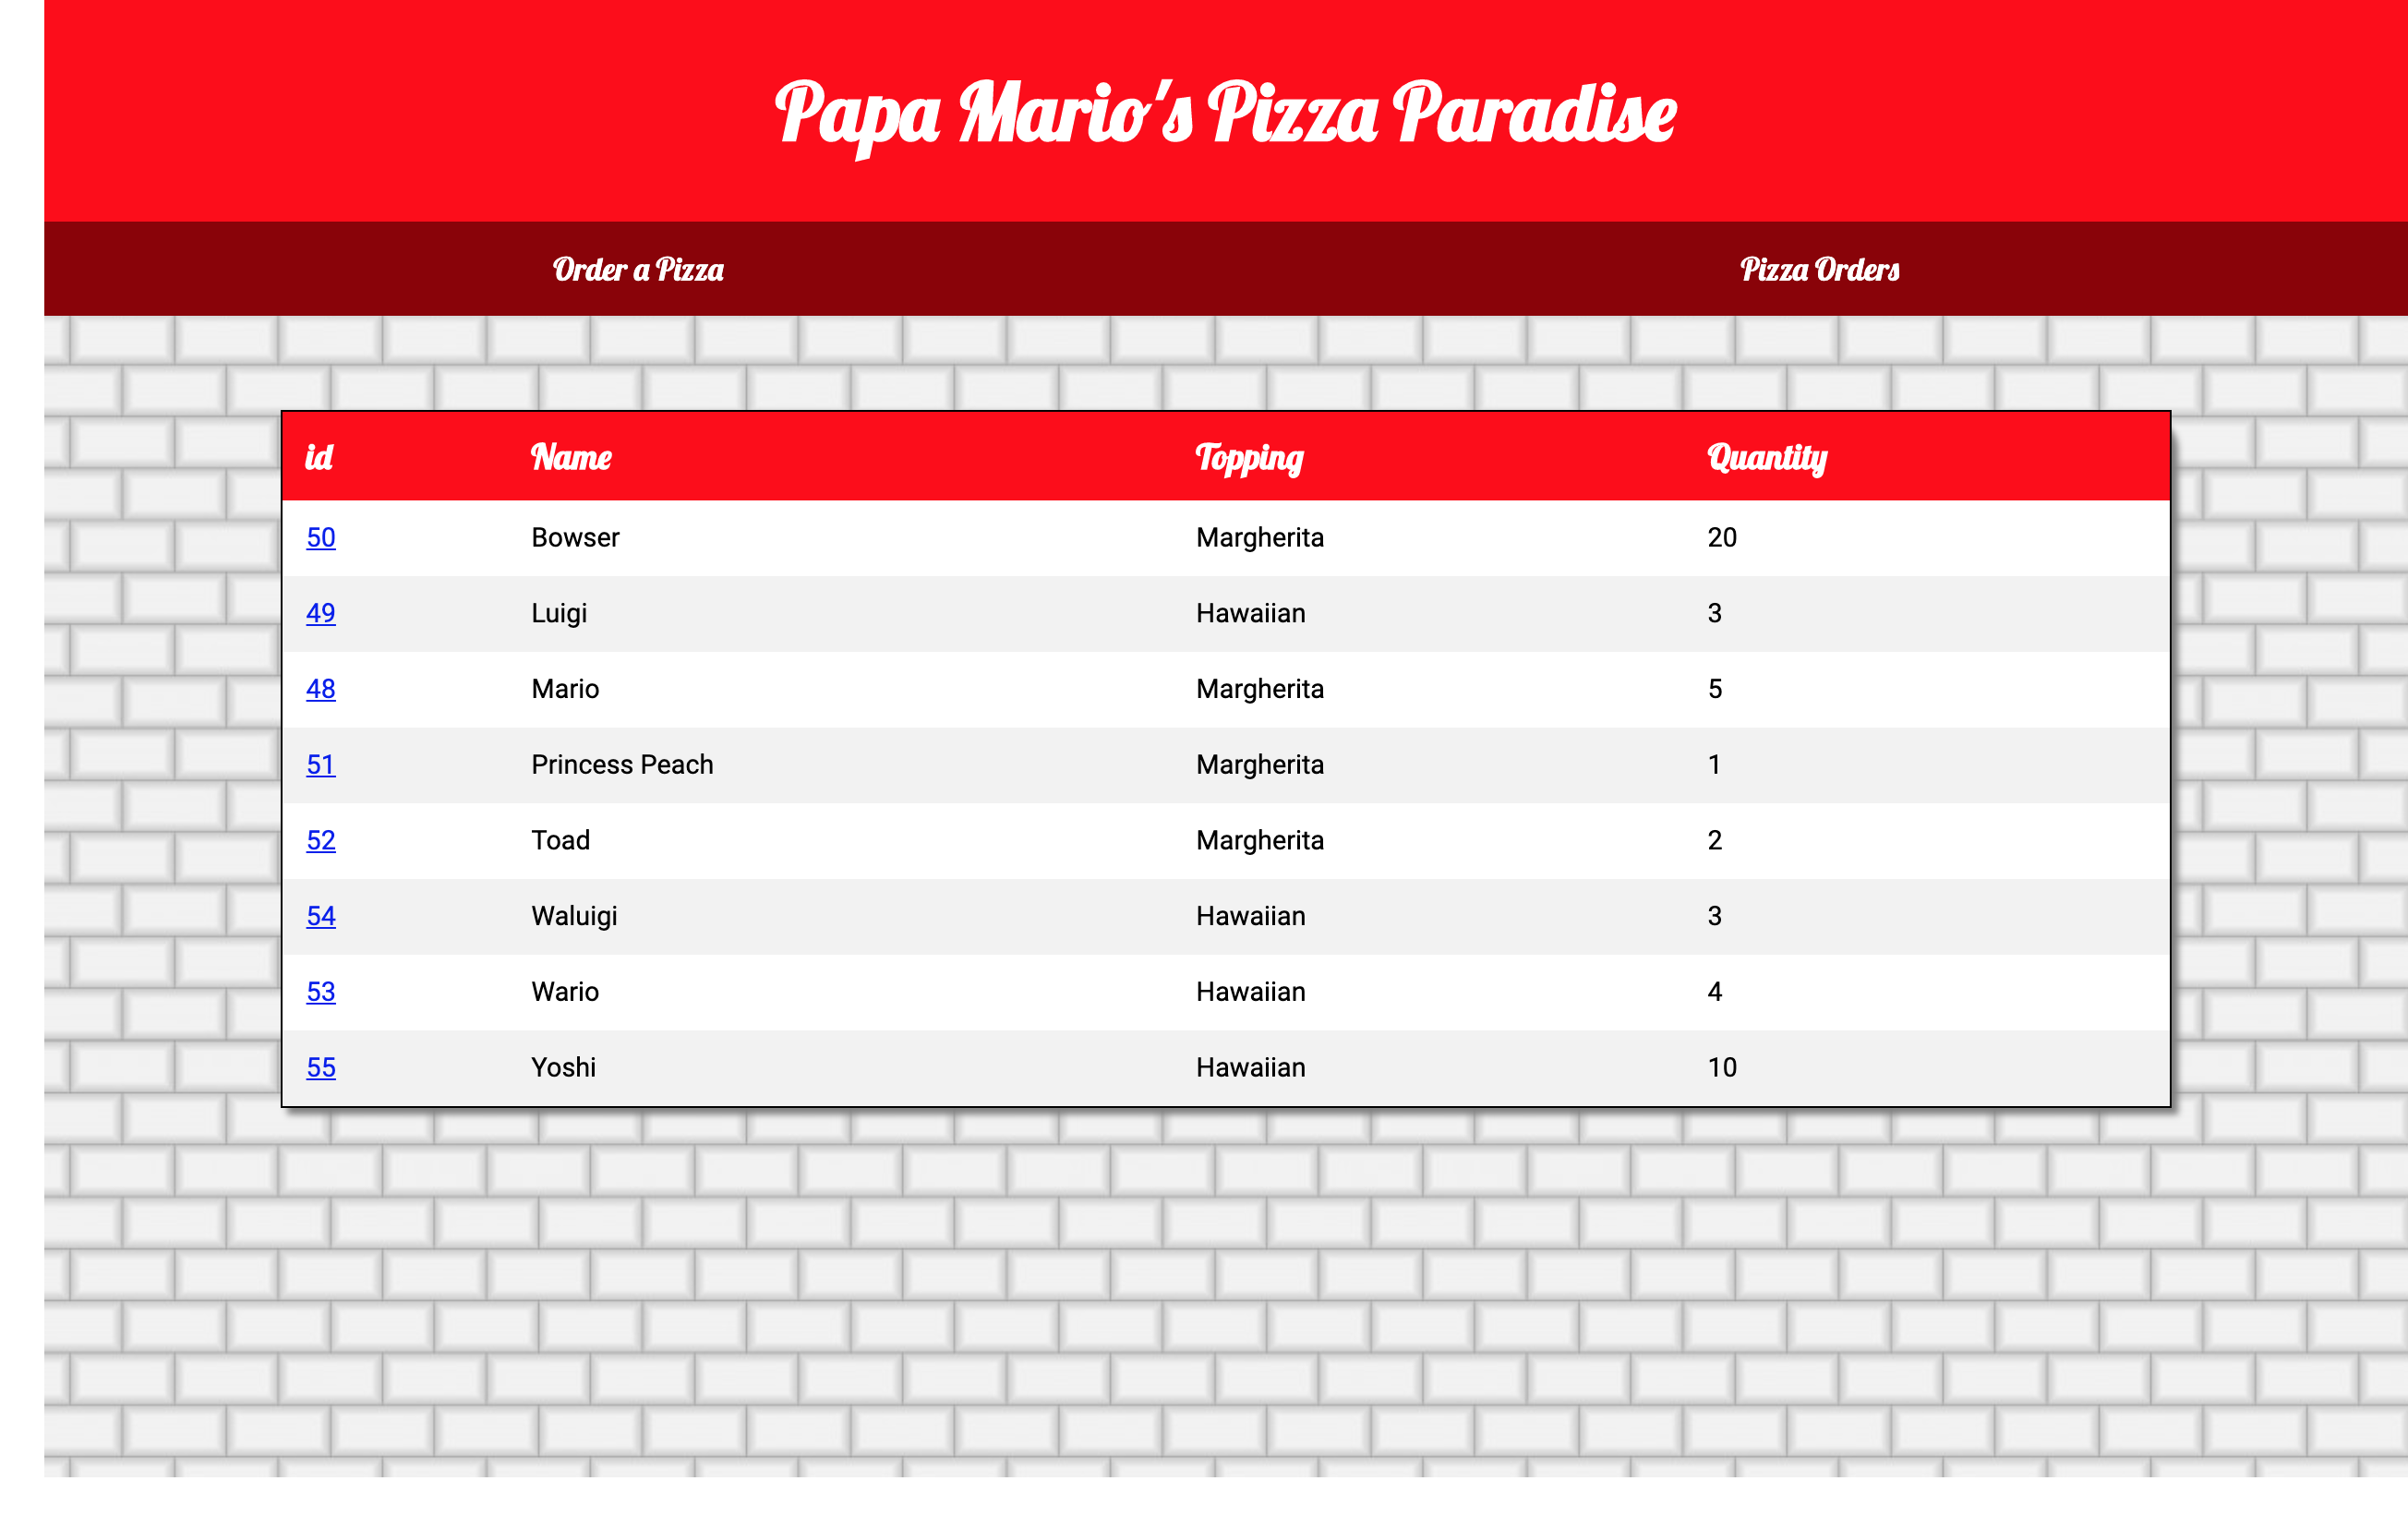 Papa Mario's Pizza Paradise
Order a Pizza Pizza Orders
id Name Topping Quantity
50 Bowser Margherita 20
49 Luigi Hawaiian 3
48 Mario Margherita 5
51 Princess Peach Margherita 1
52 Toad Margherita 2
54 Waluigi Hawaiian 3
53 Wario Hawaiian 4
55 Yoshi Hawaiian 10